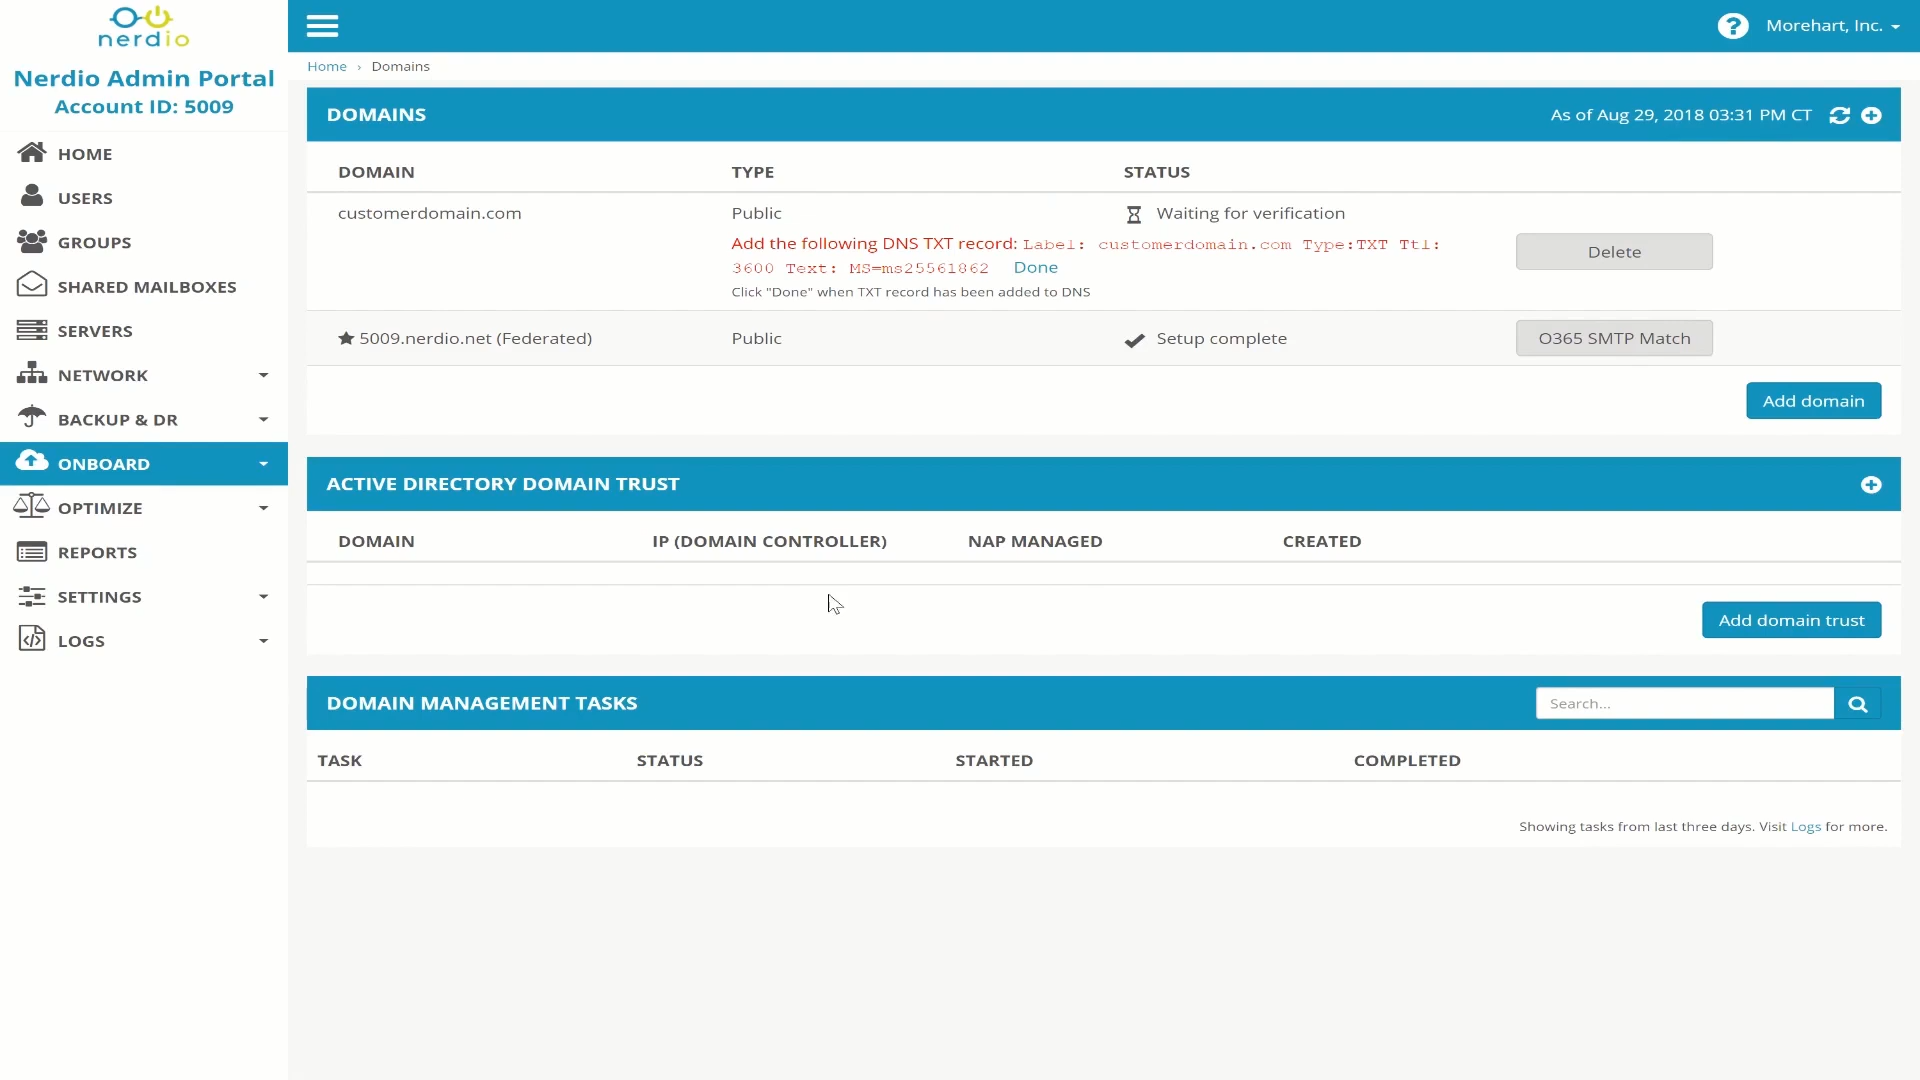 nerdio
Nerdio Admin Portal
Account ID: 5009
HOME
USERS
GROUPS
SHARED MAILBOXES
SERVERS
NETWORK
BACKUP & DR
ONBOARD
OPTIMIZE
REPORTS
SETTINGS
LOGS
? Morehart, Inc.
Home › Domains
DOMAINS As of Aug 29, 2018 03:31 PM CT
DOMAIN TYPE STATUS
customerdomain.com Public Waiting for verification
Add the following DNS TXT record: Label: customerdomain.com Type:TXT Ttl:
3600 Text: MS=ms25561862 Done
Click "Done" when TXT record has been added to DNS
Delete
5009.nerdio.net (Federated) Public Setup complete O365 SMTP Match
Add domain
ACTIVE DIRECTORY DOMAIN TRUST
DOMAIN IP (DOMAIN CONTROLLER) NAP MANAGED CREATED
Add domain trust
DOMAIN MANAGEMENT TASKS Search...
TASK STATUS STARTED COMPLETED
Showing tasks from last three days. Visit Logs for more.